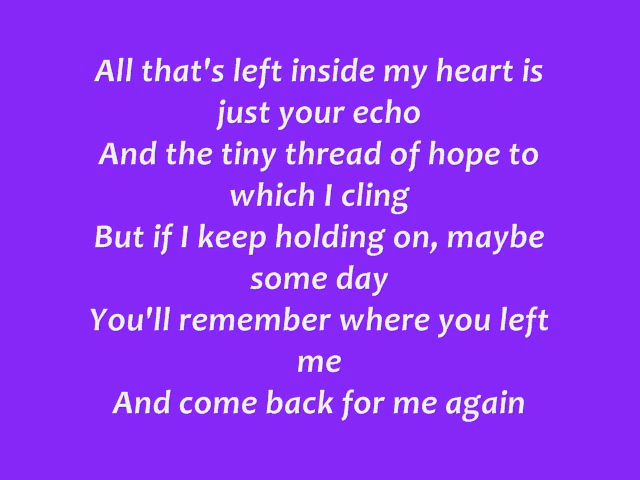 All that's left inside my heart is
just your echo
And the tiny thread of hope to
which I cling
But if I keep holding on, maybe
some day
You'll remember where you left
me
And come back for me again